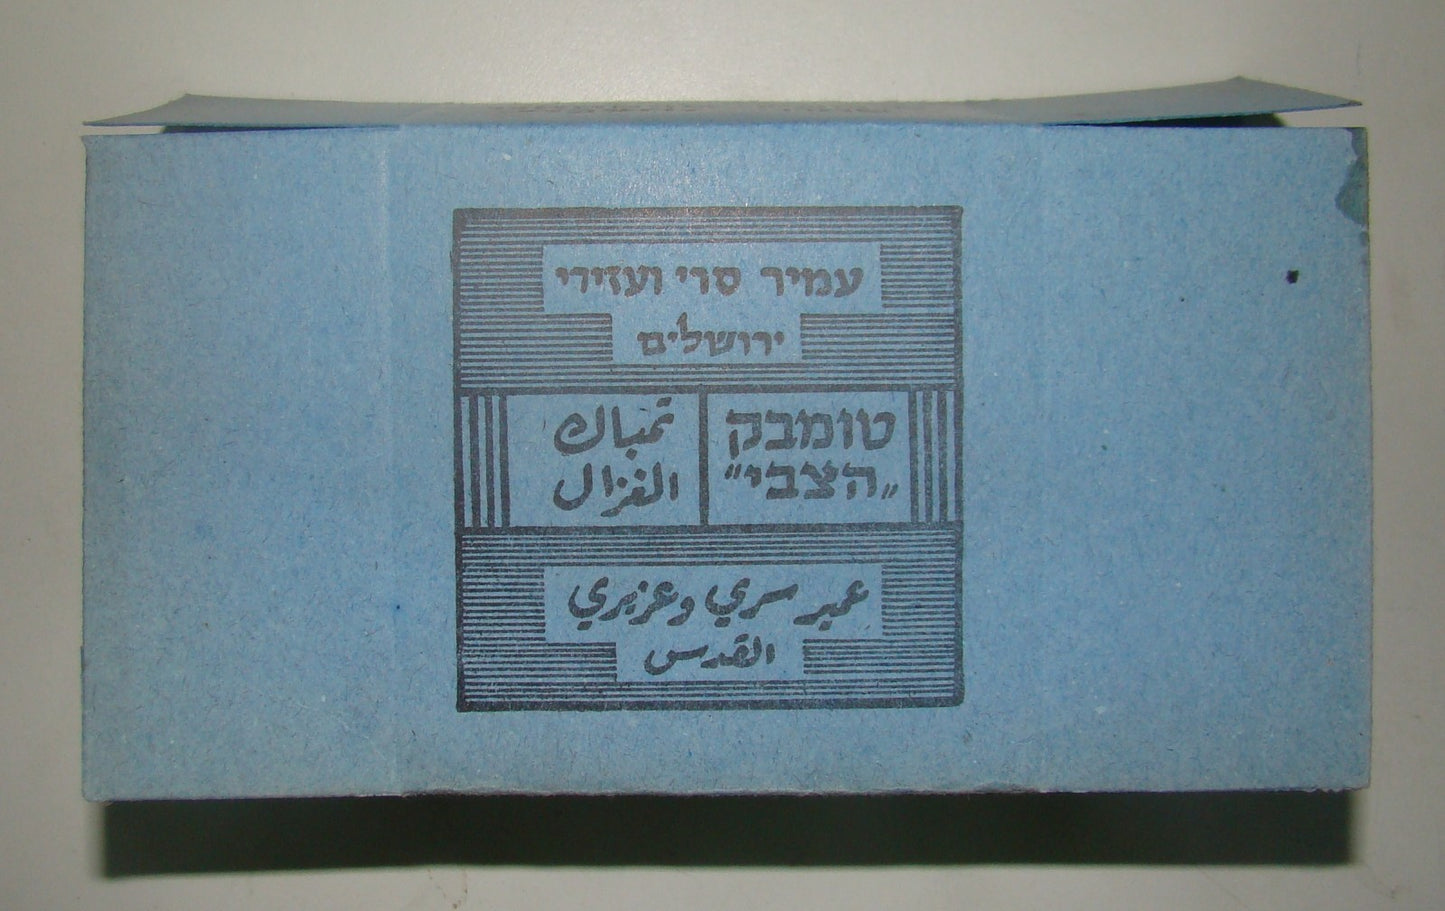 עמיר סרי ועזירי
ירושלים
טומבק
„הצבי"
تمباك
الغزال
عمير سري وعزيري
القدس